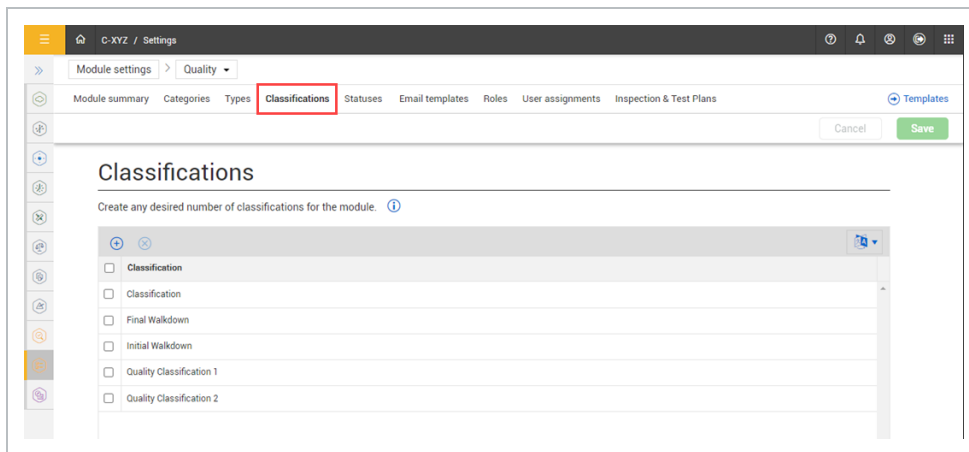 C-XYZ / Settings
Module settings > Quality
Module summary Categories Types Classifications Statuses Email templates Roles User assignments Inspection & Test Plans Templates
Cancel Save
Classifications
Create any desired number of classifications for the module.
Classification
Classification
Final Walkdown
Initial Walkdown
Quality Classification 1
Quality Classification 2